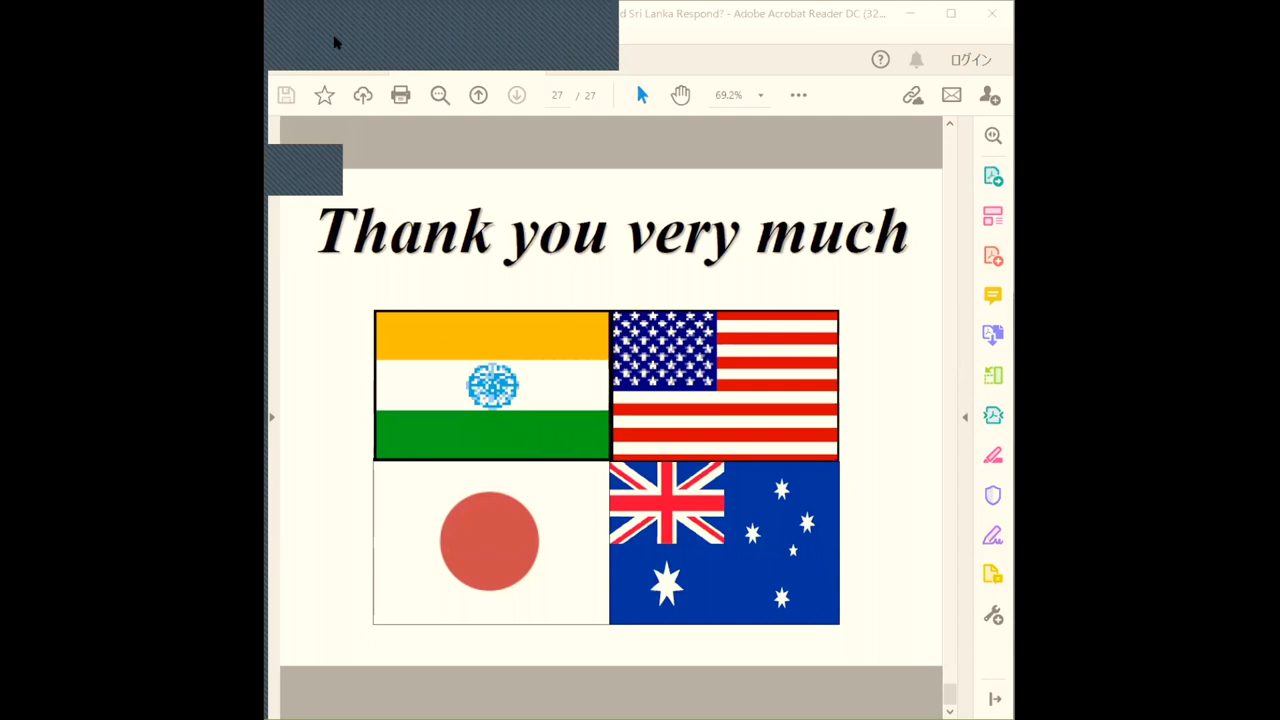 d Sri Lanka Respond? - Adobe Acrobat Reader DC (32...
ログイン
27 / 27
69.2%
Thank you very much